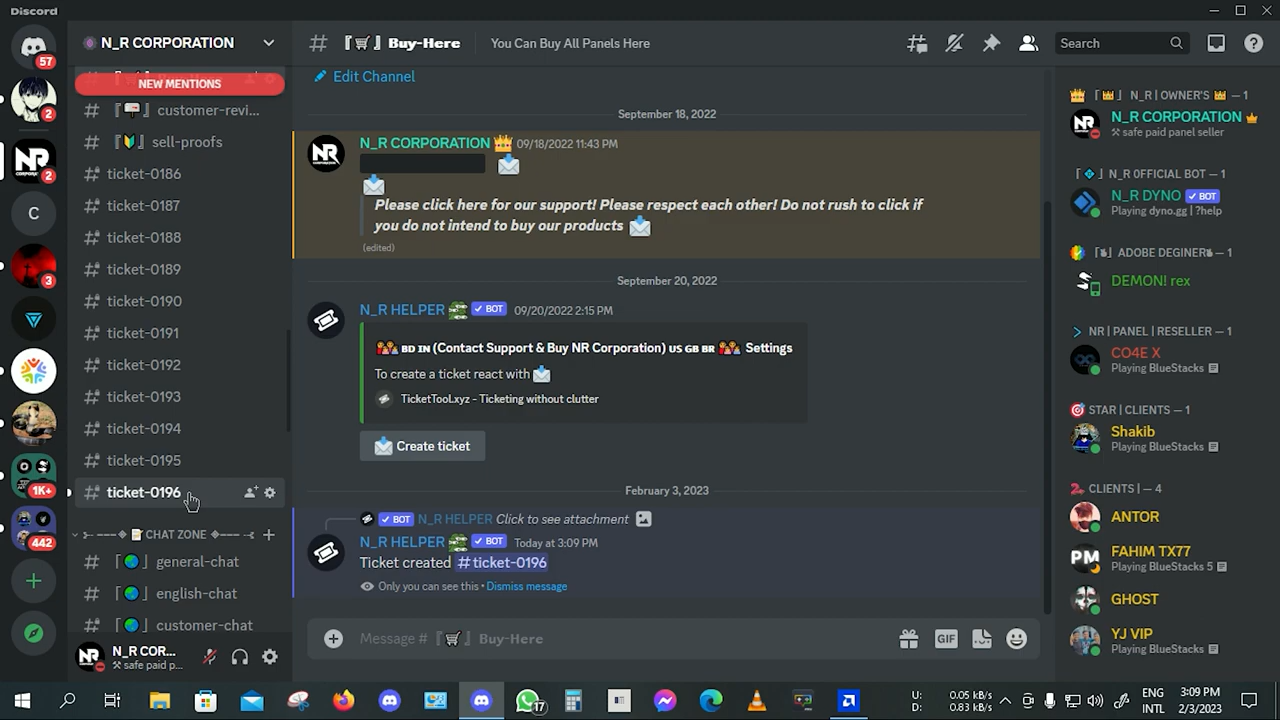 Discord
57
2
2
C
3
1K+
442
N_R CORPORATION
NEW MENTIONS
customer-revi...
sell-proofs
ticket-0186
ticket-0187
ticket-0188
ticket-0189
ticket-0190
ticket-0191
ticket-0192
ticket-0193
ticket-0194
ticket-0195
ticket-0196
CHAT ZONE
general-chat
english-chat
customer-chat
N_R COR...
safe paid p...
# 『🛒』Buy-Here
You Can Buy All Panels Here
Search
Edit Channel
September 18, 2022
N_R CORPORATION 09/18/2022 11:43 PM
Please click here for our support! Please respect each other! Do not rush to click if
you do not intend to buy our products
(edited)
September 20, 2022
N_R HELPER BOT 09/20/2022 2:15 PM
BD IN (Contact Support & Buy NR Corporation) US GB BR Settings
To create a ticket react with
TicketTooLxyz - Ticketing without clutter
Create ticket
February 3, 2023
BOT N_R HELPER Click to see attachment
N_R HELPER BOT Today at 3:09 PM
Ticket created #ticket-0196
Only you can see this • Dismiss message
Message # 『🛒』Buy-Here
GIF
N_R | OWNER'S — 1
N_R CORPORATION
safe paid panel seller
N_R OFFICIAL BOT — 1
N_R DYNO BOT
Playing dyno.gg | ?help
ADOBE DEGINER — 1
DEMON! rex
NR | PANEL | RESELLER — 1
CO4E X
Playing BlueStacks
STAR | CLIENTS — 1
Shakib
Playing BlueStacks
CLIENTS | — 4
ANTOR
FAHIM TX77
Playing BlueStacks 5
GHOST
YJ VIP
Playing BlueStacks
17
U: 0.05 kB/s
D: 0.83 kB/s
ENG
INTL
3:09 PM
2/3/2023